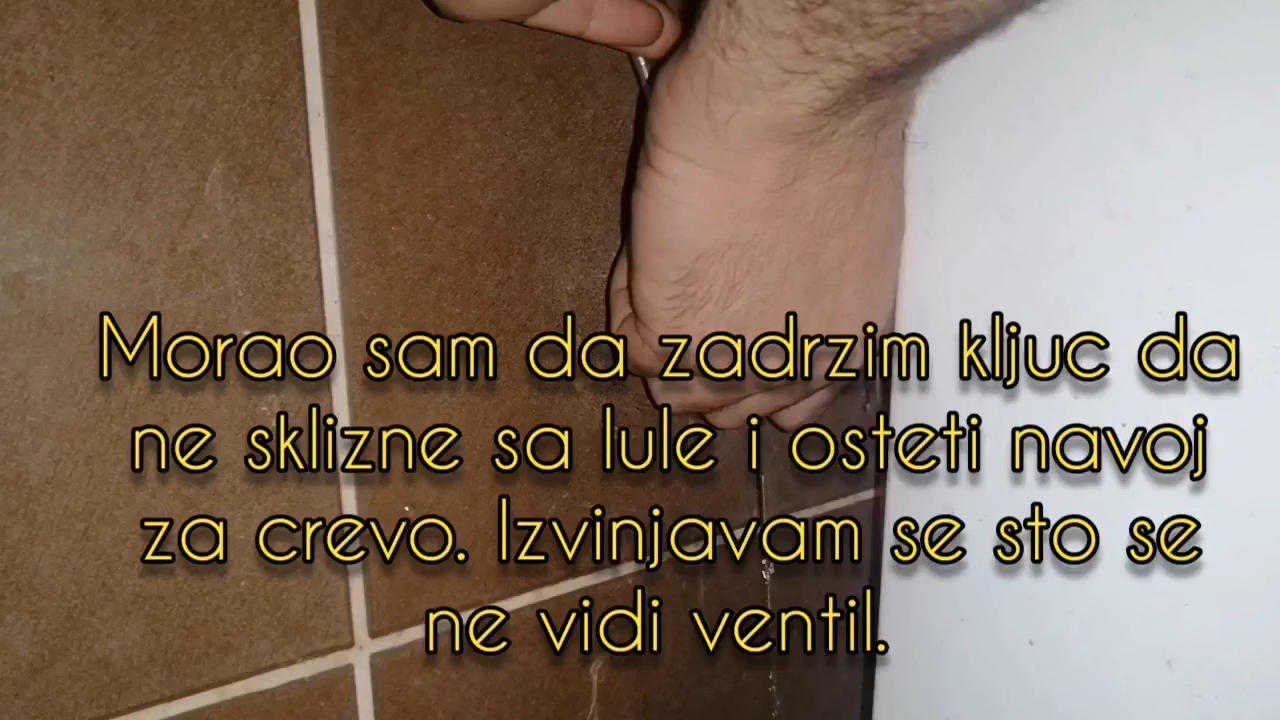 Morao sam da zadrzim kljuc da
ne sklizne sa lule i osteti navoj
za crevo. Izvinjavam se sto se
ne vidi ventil.